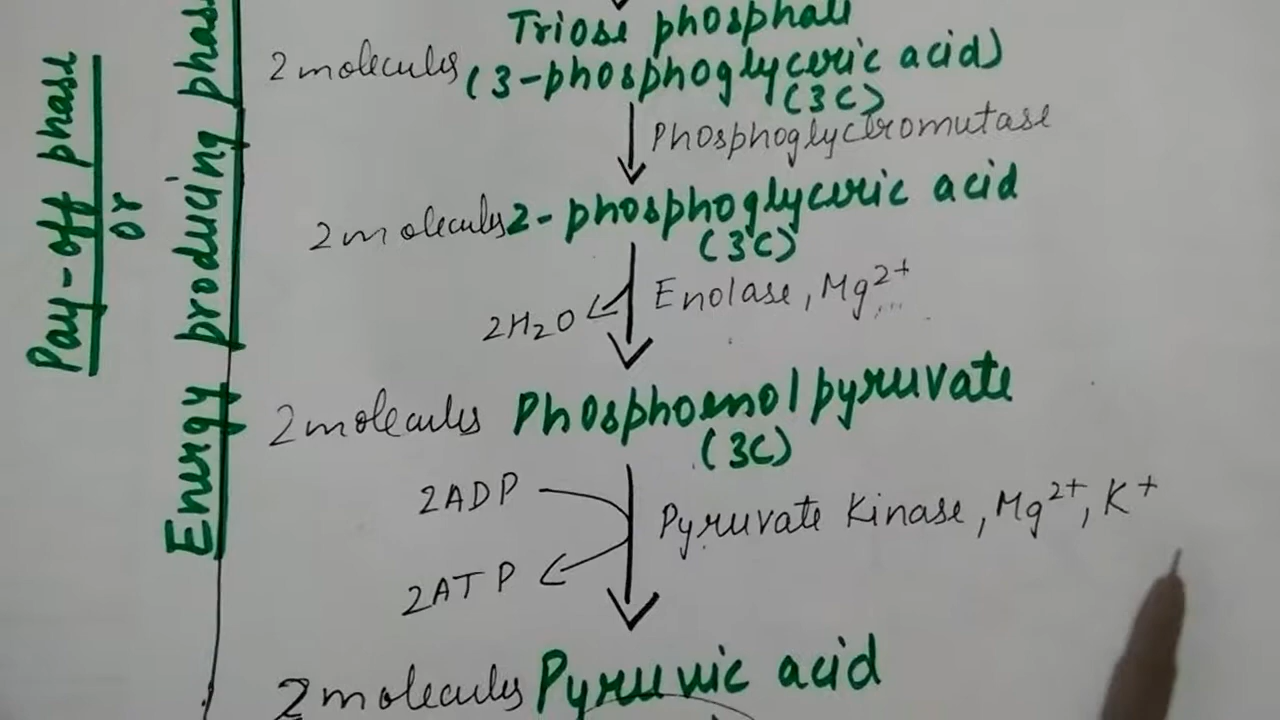 Triose phosphate
2 molecules (3-phosphoglyceric acid)
(3C)
Phosphoglyceromutase
2 molecules 2-phosphoglyceric acid
(3C)
Enolase, Mg2+
2H2O
2 molecules Phosphoenolpyruvate
(3C)
2ADP
Pyruvate Kinase, Mg2+, K+
2ATP
2 molecules Pyruvic acid
Pay-off phase
or
Energy producing phas